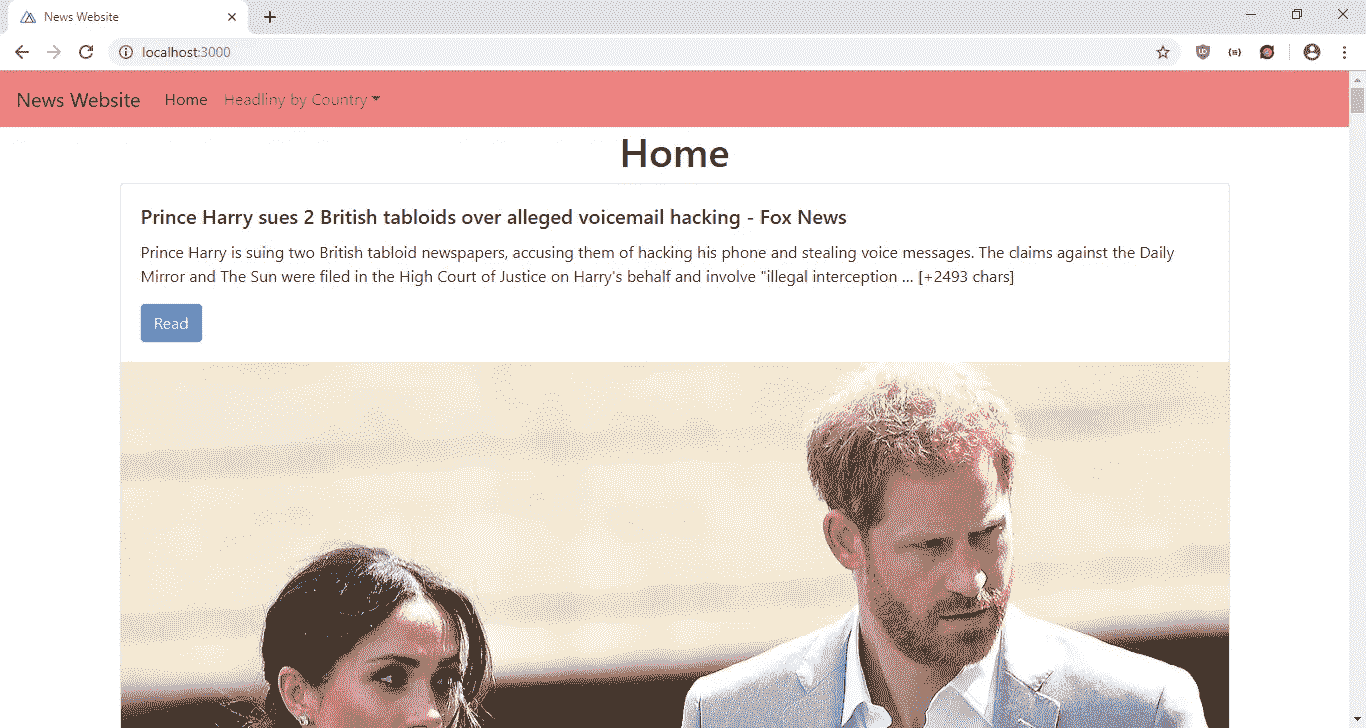 News Website
localhost:3000
News Website Home Headliny by Country
Home
Prince Harry sues 2 British tabloids over alleged voicemail hacking - Fox News
Prince Harry is suing two British tabloid newspapers, accusing them of hacking his phone and stealing voice messages. The claims against the Daily
Mirror and The Sun were filed in the High Court of Justice on Harry's behalf and involve "illegal interception … [+2493 chars]
Read